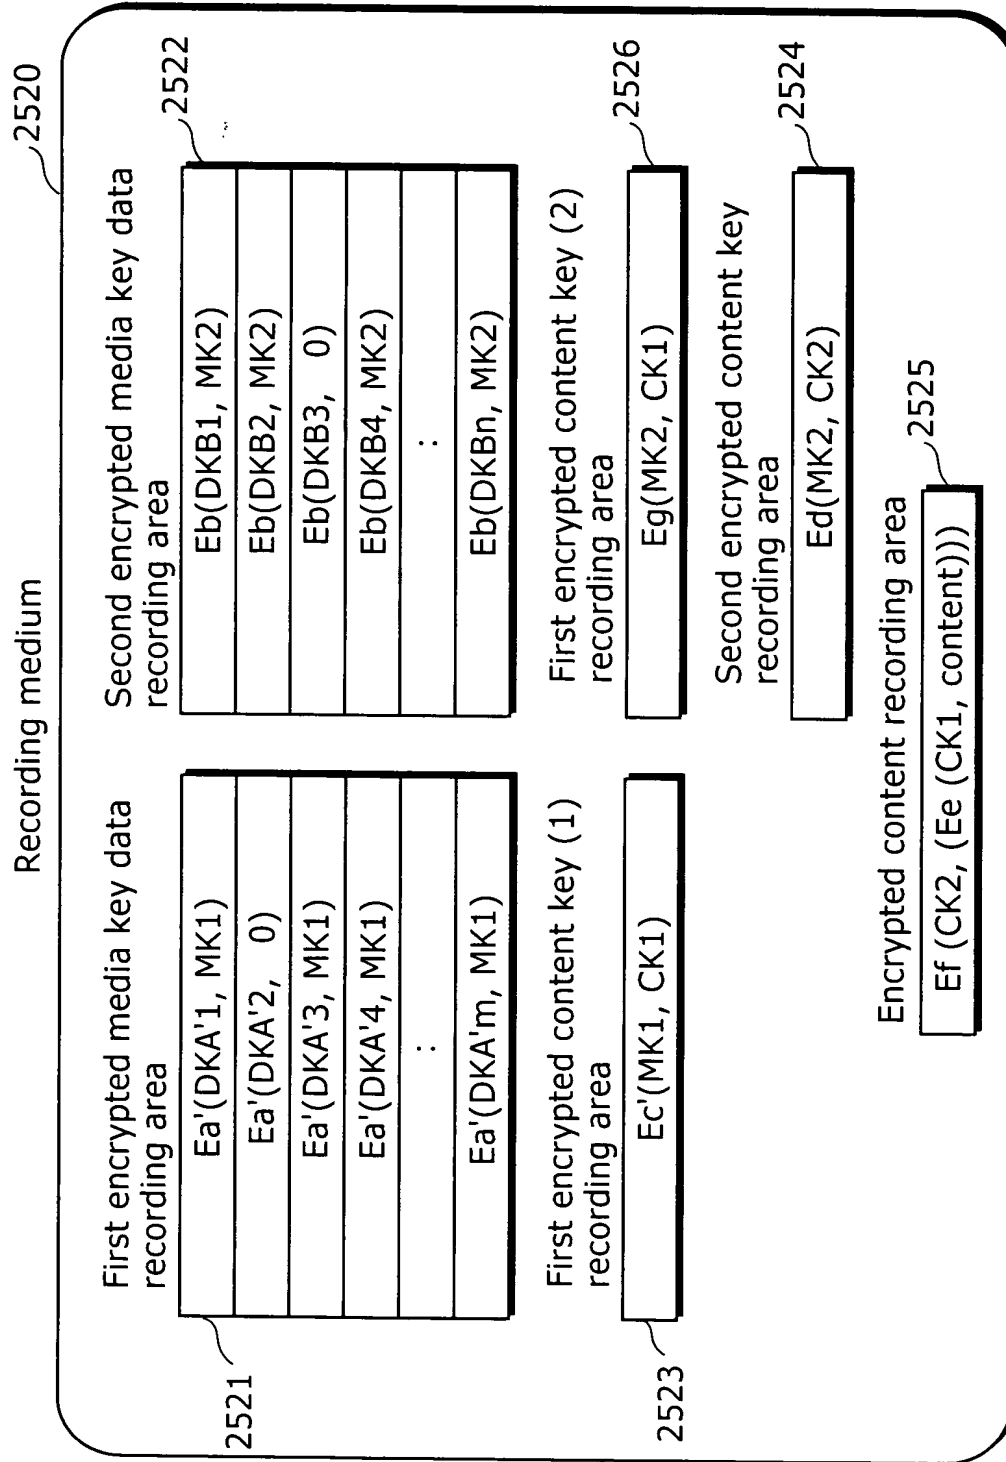 Recording medium
2520
First encrypted media key data
recording area
2521
Ea'(DKA'1, MK1)
Ea'(DKA'2, 0)
Ea'(DKA'3, MK1)
Ea'(DKA'4, MK1)
:
Ea'(DKA'm, MK1)
Second encrypted media key data
recording area
2522
Eb(DKB1, MK2)
Eb(DKB2, MK2)
Eb(DKB3, 0)
Eb(DKB4, MK2)
:
Eb(DKBn, MK2)
First encrypted content key (1)
recording area
2523
Ec'(MK1, CK1)
First encrypted content key (2)
recording area
2526
Eg(MK2, CK1)
Second encrypted content key
recording area
2524
Ed(MK2, CK2)
Encrypted content recording area
2525
Ef (CK2, (Ee (CK1, content)))